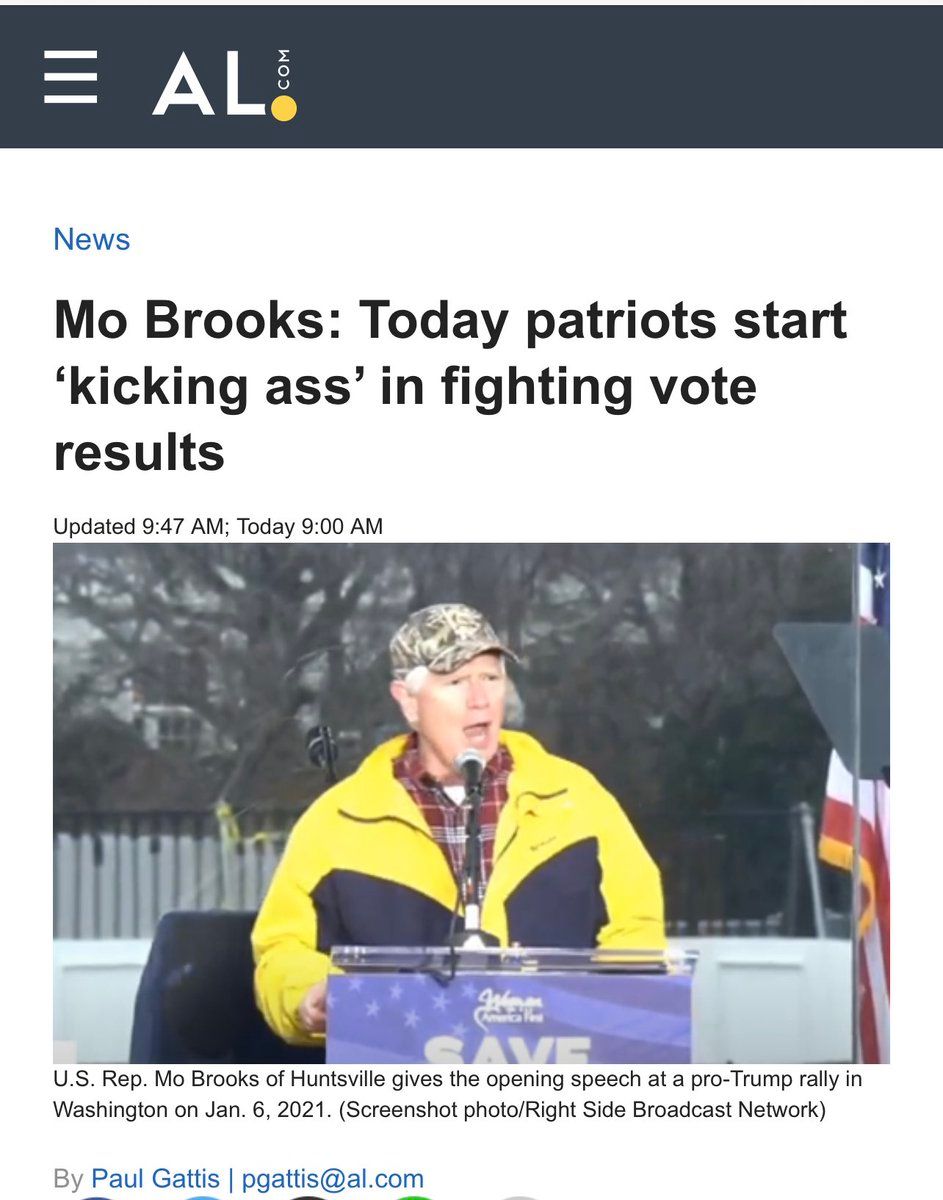 AL.COM
News
Mo Brooks: Today patriots start
‘kicking ass’ in fighting vote
results
Updated 9:47 AM; Today 9:00 AM
Women
America First
SAVE
U.S. Rep. Mo Brooks of Huntsville gives the opening speech at a pro-Trump rally in
Washington on Jan. 6, 2021. (Screenshot photo/Right Side Broadcast Network)
By Paul Gattis | pgattis@al.com